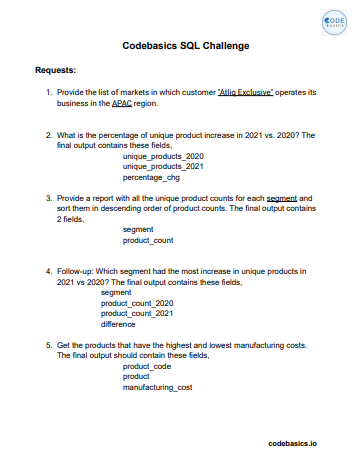 CODE
BASICS
Codebasics SQL Challenge
Requests:
1. Provide the list of markets in which customer "Atliq Exclusive" operates its
business in the APAC region.
2. What is the percentage of unique product increase in 2021 vs. 2020? The
final output contains these fields,
unique_products_2020
unique_products_2021
percentage_chg
3. Provide a report with all the unique product counts for each segment and
sort them in descending order of product counts. The final output contains
2 fields,
segment
product_count
4. Follow-up: Which segment had the most increase in unique products in
2021 vs 2020? The final output contains these fields,
segment
product_count_2020
product_count_2021
difference
5. Get the products that have the highest and lowest manufacturing costs.
The final output should contain these fields,
product_code
product
manufacturing_cost
codebasics.io